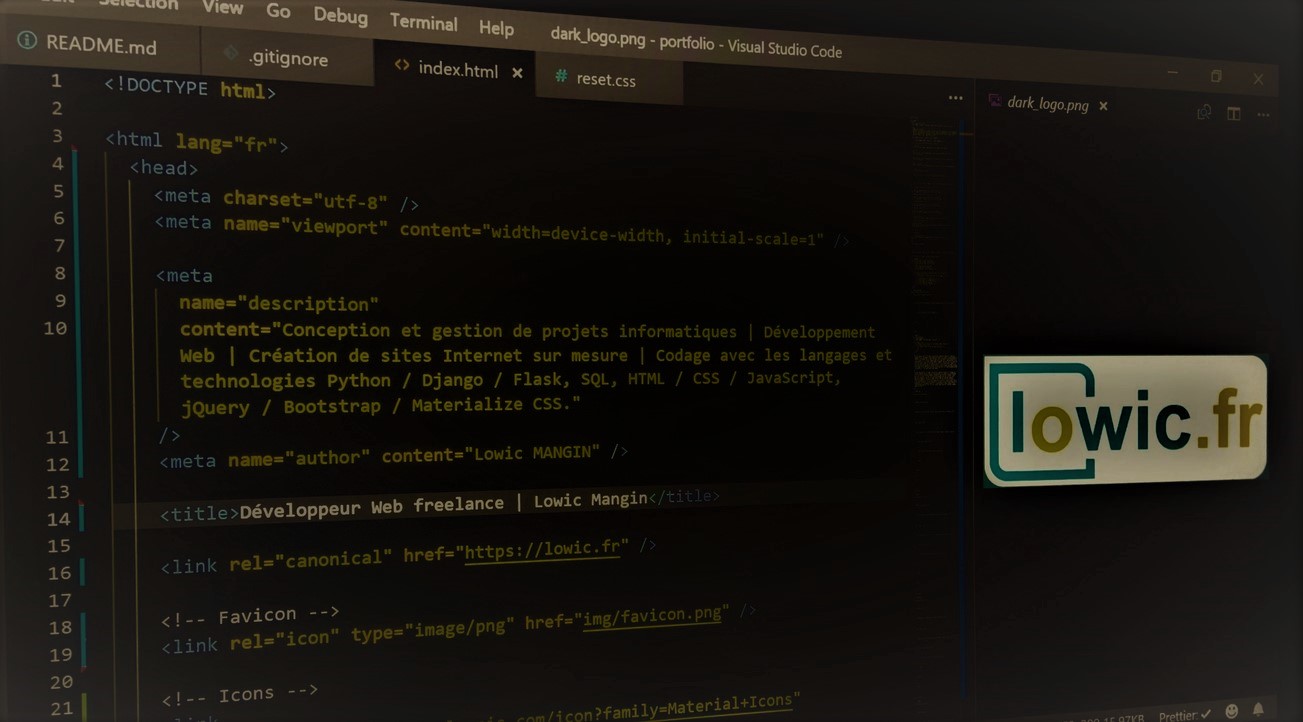 Selection View Go Debug Terminal Help dark_logo.png - portfolio - Visual Studio Code
README.md .gitignore index.html × reset.css
dark_logo.png ×
1 <!DOCTYPE html>
2
3 <html lang="fr">
4 <head>
5 <meta charset="utf-8" />
6 <meta name="viewport" content="width=device-width, initial-scale=1" />
7
8 <meta
9 name="description"
10 content="Conception et gestion de projets informatiques | Développement
Web | Création de sites Internet sur mesure | Codage avec les langages et
technologies Python / Django / Flask, SQL, HTML / CSS / JavaScript,
jQuery / Bootstrap / Materialize CSS."
11 />
12 <meta name="author" content="Lowic MANGIN" />
13
14 <title>Développeur Web freelance | Lowic Mangin</title>
15
16 <link rel="canonical" href="https://lowic.fr" />
17
18 <!-- Favicon -->
19 <link rel="icon" type="image/png" href="img/favicon.png" />
20
21 <!-- Icons -->
.com/icon?family=Material+Icons"
lowic.fr
Prettier: ✓